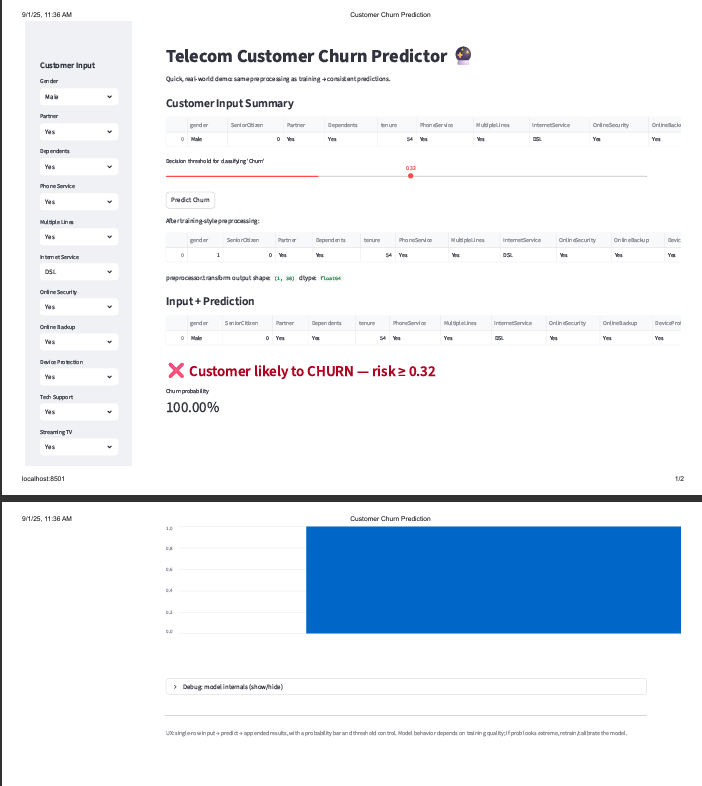 9/1/25, 11:36 AM Customer Churn Prediction
Customer Input
Gender
Male
Partner
Yes
Dependents
Yes
Phone Service
Yes
Multiple Lines
Yes
Internet Service
DSL
Online Security
Yes
Online Backup
Yes
Device Protection
Yes
Tech Support
Yes
Streaming TV
Yes
Telecom Customer Churn Predictor
Quick, real-world demo: same preprocessing as training → consistent predictions.
Customer Input Summary
gender SeniorCitizen Partner Dependents tenure PhoneService MultipleLines InternetService OnlineSecurity OnlineBacku
0 Male 0 Yes Yes 54 Yes Yes DSL Yes Yes
Decision threshold for classifying 'Churn'
0.32
Predict Churn
After training-style preprocessing:
gender SeniorCitizen Partner Dependents tenure PhoneService MultipleLines InternetService OnlineSecurity OnlineBackup Devic
0 1 0 Yes Yes 54 Yes Yes DSL Yes Yes Yes
preprocessor.transform output shape: (1, 30) dtype: float64
Input + Prediction
gender SeniorCitizen Partner Dependents tenure PhoneService MultipleLines InternetService OnlineSecurity OnlineBackup DeviceProt
0 Male 0 Yes Yes 54 Yes Yes DSL Yes Yes Yes
Customer likely to CHURN — risk ≥ 0.32
Churn probability
100.00%
localhost:8501 1/2
9/1/25, 11:36 AM Customer Churn Prediction
1.0
0.8
0.6
0.4
0.2
0.0
Debug: model internals (show/hide)
UX: single-row input → predict → appended results, with a probability bar and threshold control. Model behavior depends on training quality; if prob looks extreme, retrain/calibrate the model.